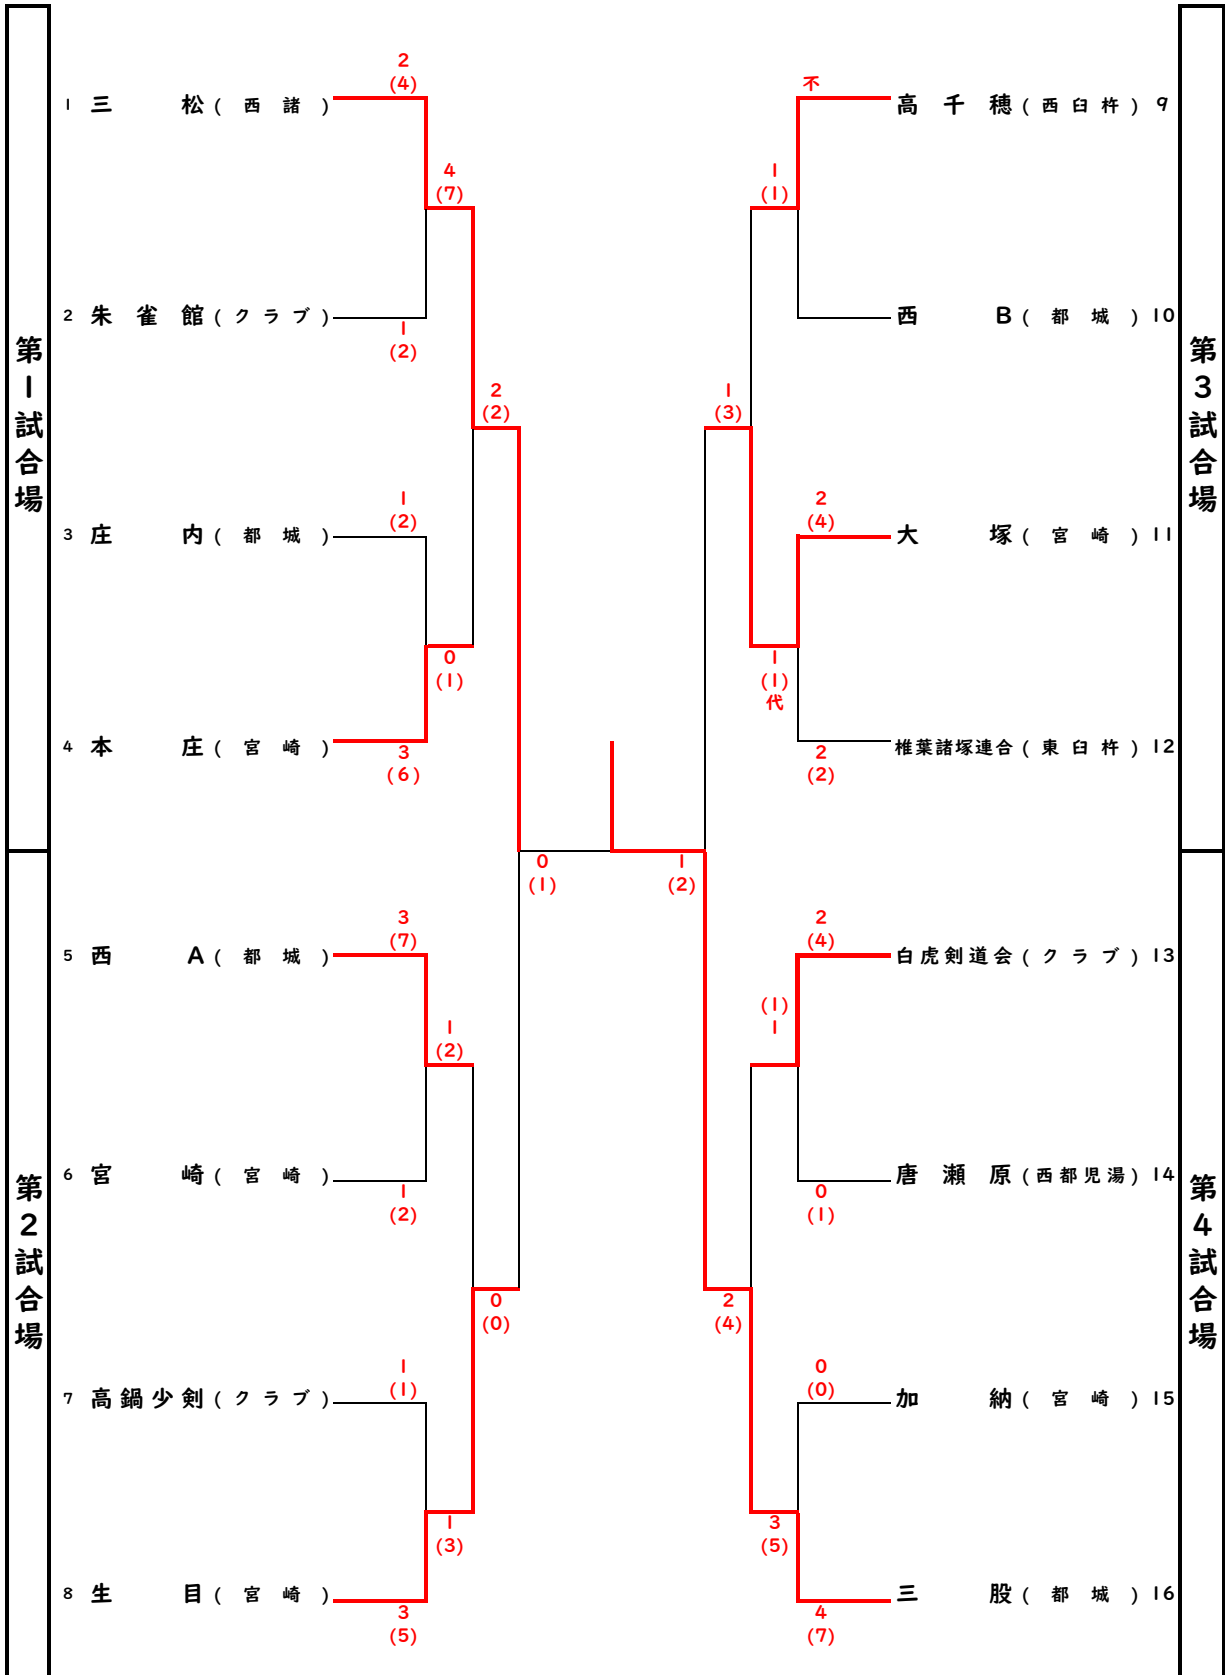 第1試合場
2
(4)
1 三松(西諸)
4
(7)
2 朱雀館(クラブ)
1
(2)
2
(2)
1
(2)
3 庄内(都城)
0
(1)
4 本庄(宮崎)
3
(6)
第2試合場
0
(1)
3
(7)
5 西A(都城)
1
(2)
6 宮崎(宮崎)
1
(2)
0
(0)
1
(1)
7 高鍋少剣(クラブ)
1
(3)
8 生目(宮崎)
3
(5)
第3試合場
不
高千穂(西臼杵) 9
1
(1)
西B(都城) 10
1
(3)
2
(4)
大塚(宮崎) 11
1
(1)
代
椎葉諸塚連合(東臼杵) 12
2
(2)
第4試合場
1
(2)
2
(4)
白虎剣道会(クラブ) 13
(1)
1
唐瀬原(西都児湯) 14
0
(1)
2
(4)
0
(0)
加納(宮崎) 15
3
(5)
三股(都城) 16
4
(7)